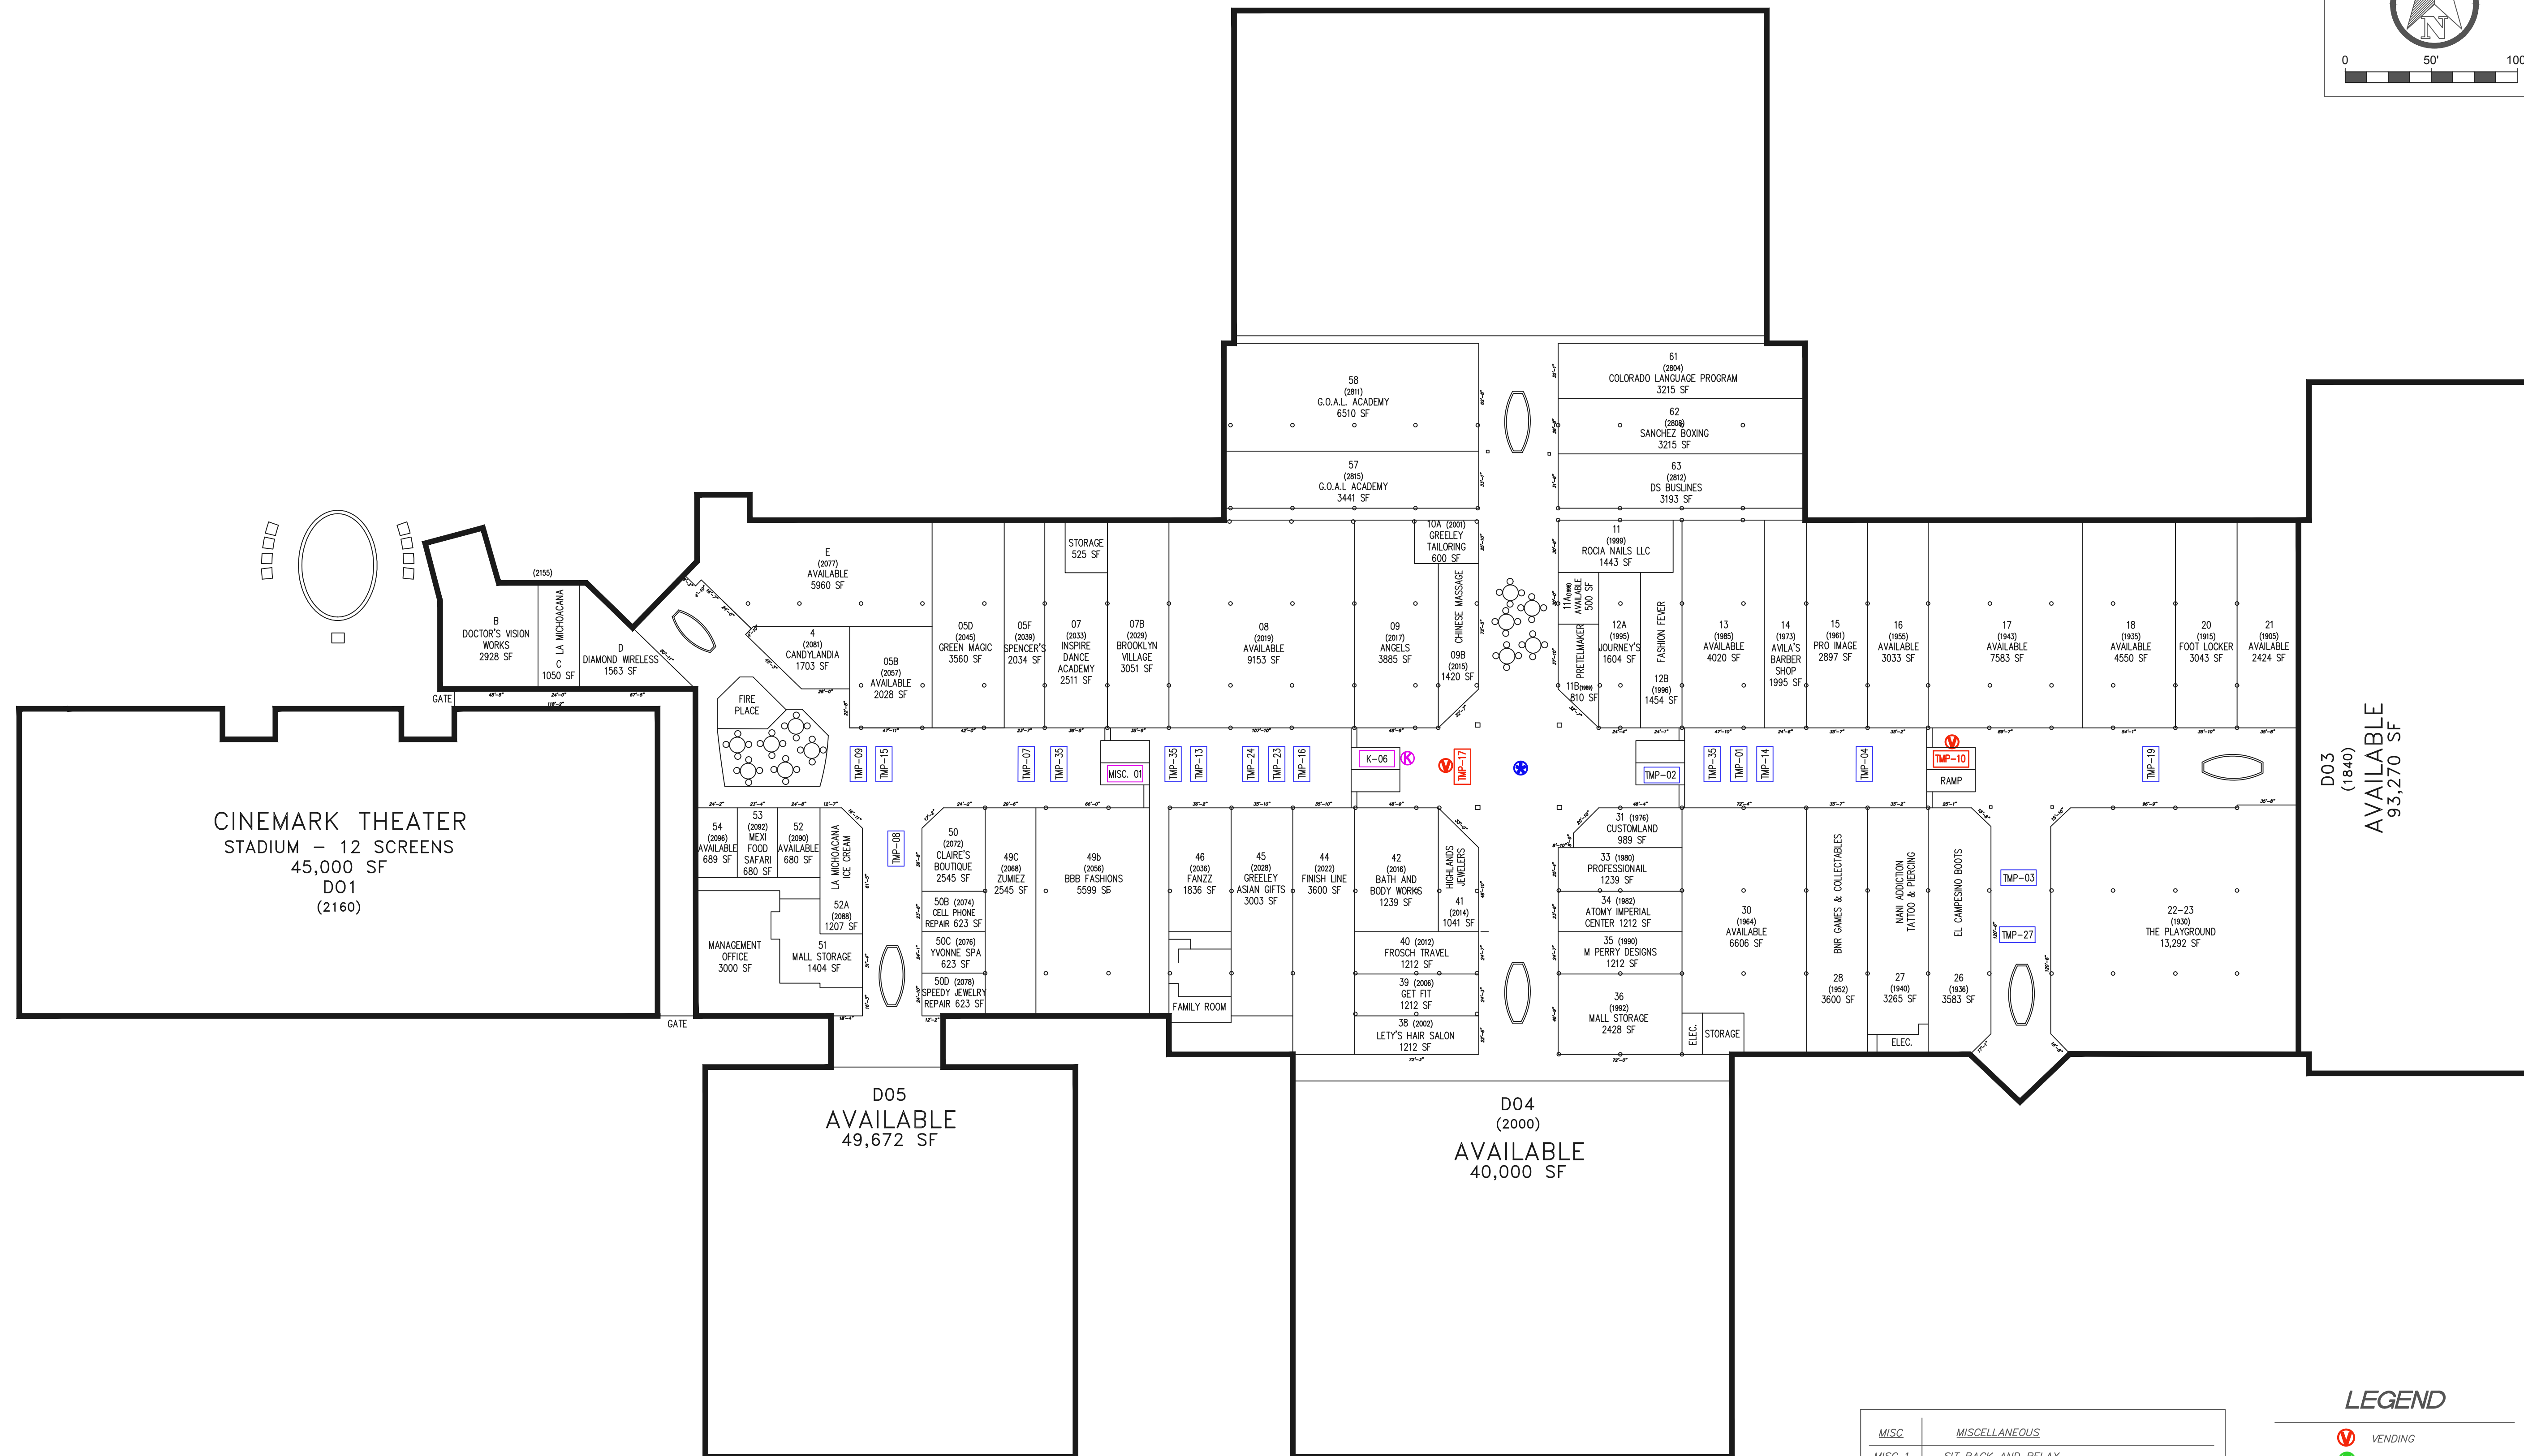 N
0 50' 100
58
(2811)
G.O.A.L. ACADEMY
6510 SF
57
(2815)
G.O.A.L ACADEMY
3441 SF
61
(2804)
COLORADO LANGUAGE PROGRAM
3215 SF
62
SANCHEZ BOXING
3215 SF
63
(2812)
DS BUSLINES
3193 SF
(2155)
B
DOCTOR'S VISION
WORKS
2928 SF
LA MICHOACANA
C
1050 SF
D
DIAMOND WIRELESS
1563 SF
GATE
E
(2077)
AVAILABLE
5960 SF
4
(2081)
CANDYLANDIA
1703 SF
05B
(2057)
AVAILABLE
2028 SF
05D
(2045)
GREEN MAGIC
3560 SF
05F
(2039)
SPENCER'S
2034 SF
STORAGE
525 SF
07
(2033)
INSPIRE
DANCE
ACADEMY
2511 SF
07B
(2029)
BROOKLYN
VILLAGE
3051 SF
08
(2019)
AVAILABLE
9153 SF
09
(2017)
ANGELS
3885 SF
10A (2001)
GREELEY
TAILORING
600 SF
CHINESE MASSAGE
09B
(2015)
1420 SF
11
(1999)
ROCIA NAILS LLC
1443 SF
11A
AVAILABLE
500 SF
PRETELMAKER
11B
810 SF
12A
(1995)
JOURNEY'S
1604 SF
FASHION FEVER
12B
(1996)
1454 SF
13
(1985)
AVAILABLE
4020 SF
14
(1973)
AVILA'S
BARBER
SHOP
1995 SF
15
(1961)
PRO IMAGE
2897 SF
16
(1955)
AVAILABLE
3033 SF
17
(1943)
AVAILABLE
7583 SF
18
(1935)
AVAILABLE
4550 SF
20
(1915)
FOOT LOCKER
3043 SF
21
(1905)
AVAILABLE
2424 SF
D03
(1840)
AVAILABLE
93,270 SF
FIRE
PLACE
TMP-09
TMP-15
TMP-07
TMP-35
MISC. 01
TMP-35
TMP-13
TMP-24
TMP-23
TMP-16
K-06
K
V
TMP-17
TMP-02
TMP-35
TMP-01
TMP-14
TMP-04
V
TMP-10
RAMP
TMP-19
CINEMARK THEATER
STADIUM - 12 SCREENS
45,000 SF
D01
(2160)
GATE
54
(2096)
AVAILABLE
689 SF
53
(2092)
MEXI
FOOD
SAFARI
680 SF
52
(2090)
AVAILABLE
680 SF
LA MICHOACANA
ICE CREAM
52A
(2088)
1207 SF
MANAGEMENT
OFFICE
3000 SF
51
MALL STORAGE
1404 SF
TMP-08
50
(2072)
CLAIRE'S
BOUTIQUE
2545 SF
50B (2074)
CELL PHONE
REPAIR 623 SF
50C (2076)
YVONNE SPA
623 SF
50D (2078)
SPEEDY JEWELRY
REPAIR 623 SF
49C
(2068)
ZUMIEZ
2545 SF
49b
(2056)
BBB FASHIONS
5599 SF
46
(2036)
FANZZ
1836 SF
FAMILY ROOM
45
(2028)
GREELEY
ASIAN GIFTS
3003 SF
44
(2022)
FINISH LINE
3600 SF
42
(2016)
BATH AND
BODY WORKS
1239 SF
HIGHLANDS
JEWELERS
41
(2014)
1041 SF
40 (2012)
FROSCH TRAVEL
1212 SF
39 (2006)
GET FIT
1212 SF
38 (2002)
LETY'S HAIR SALON
1212 SF
31 (1976)
CUSTOMLAND
989 SF
33 (1980)
PROFESSIONAIL
1239 SF
34 (1982)
ATOMY IMPERIAL
CENTER 1212 SF
35 (1990)
M PERRY DESIGNS
1212 SF
36
(1992)
MALL STORAGE
2428 SF
ELEC.
STORAGE
30
(1964)
AVAILABLE
6606 SF
BNR GAMES & COLLECTABLES
28
(1952)
3600 SF
NANI ADDICTION
TATTOO & PIERCING
27
(1940)
3265 SF
ELEC.
EL CAMPESINO BOOTS
26
(1936)
3583 SF
TMP-03
TMP-27
22-23
(1930)
THE PLAYGROUND
13,292 SF
D05
AVAILABLE
49,672 SF
D04
(2000)
AVAILABLE
40,000 SF
MISC MISCELLANEOUS
MISC 1 SIT BACK AND RELAX
LEGEND
V VENDING